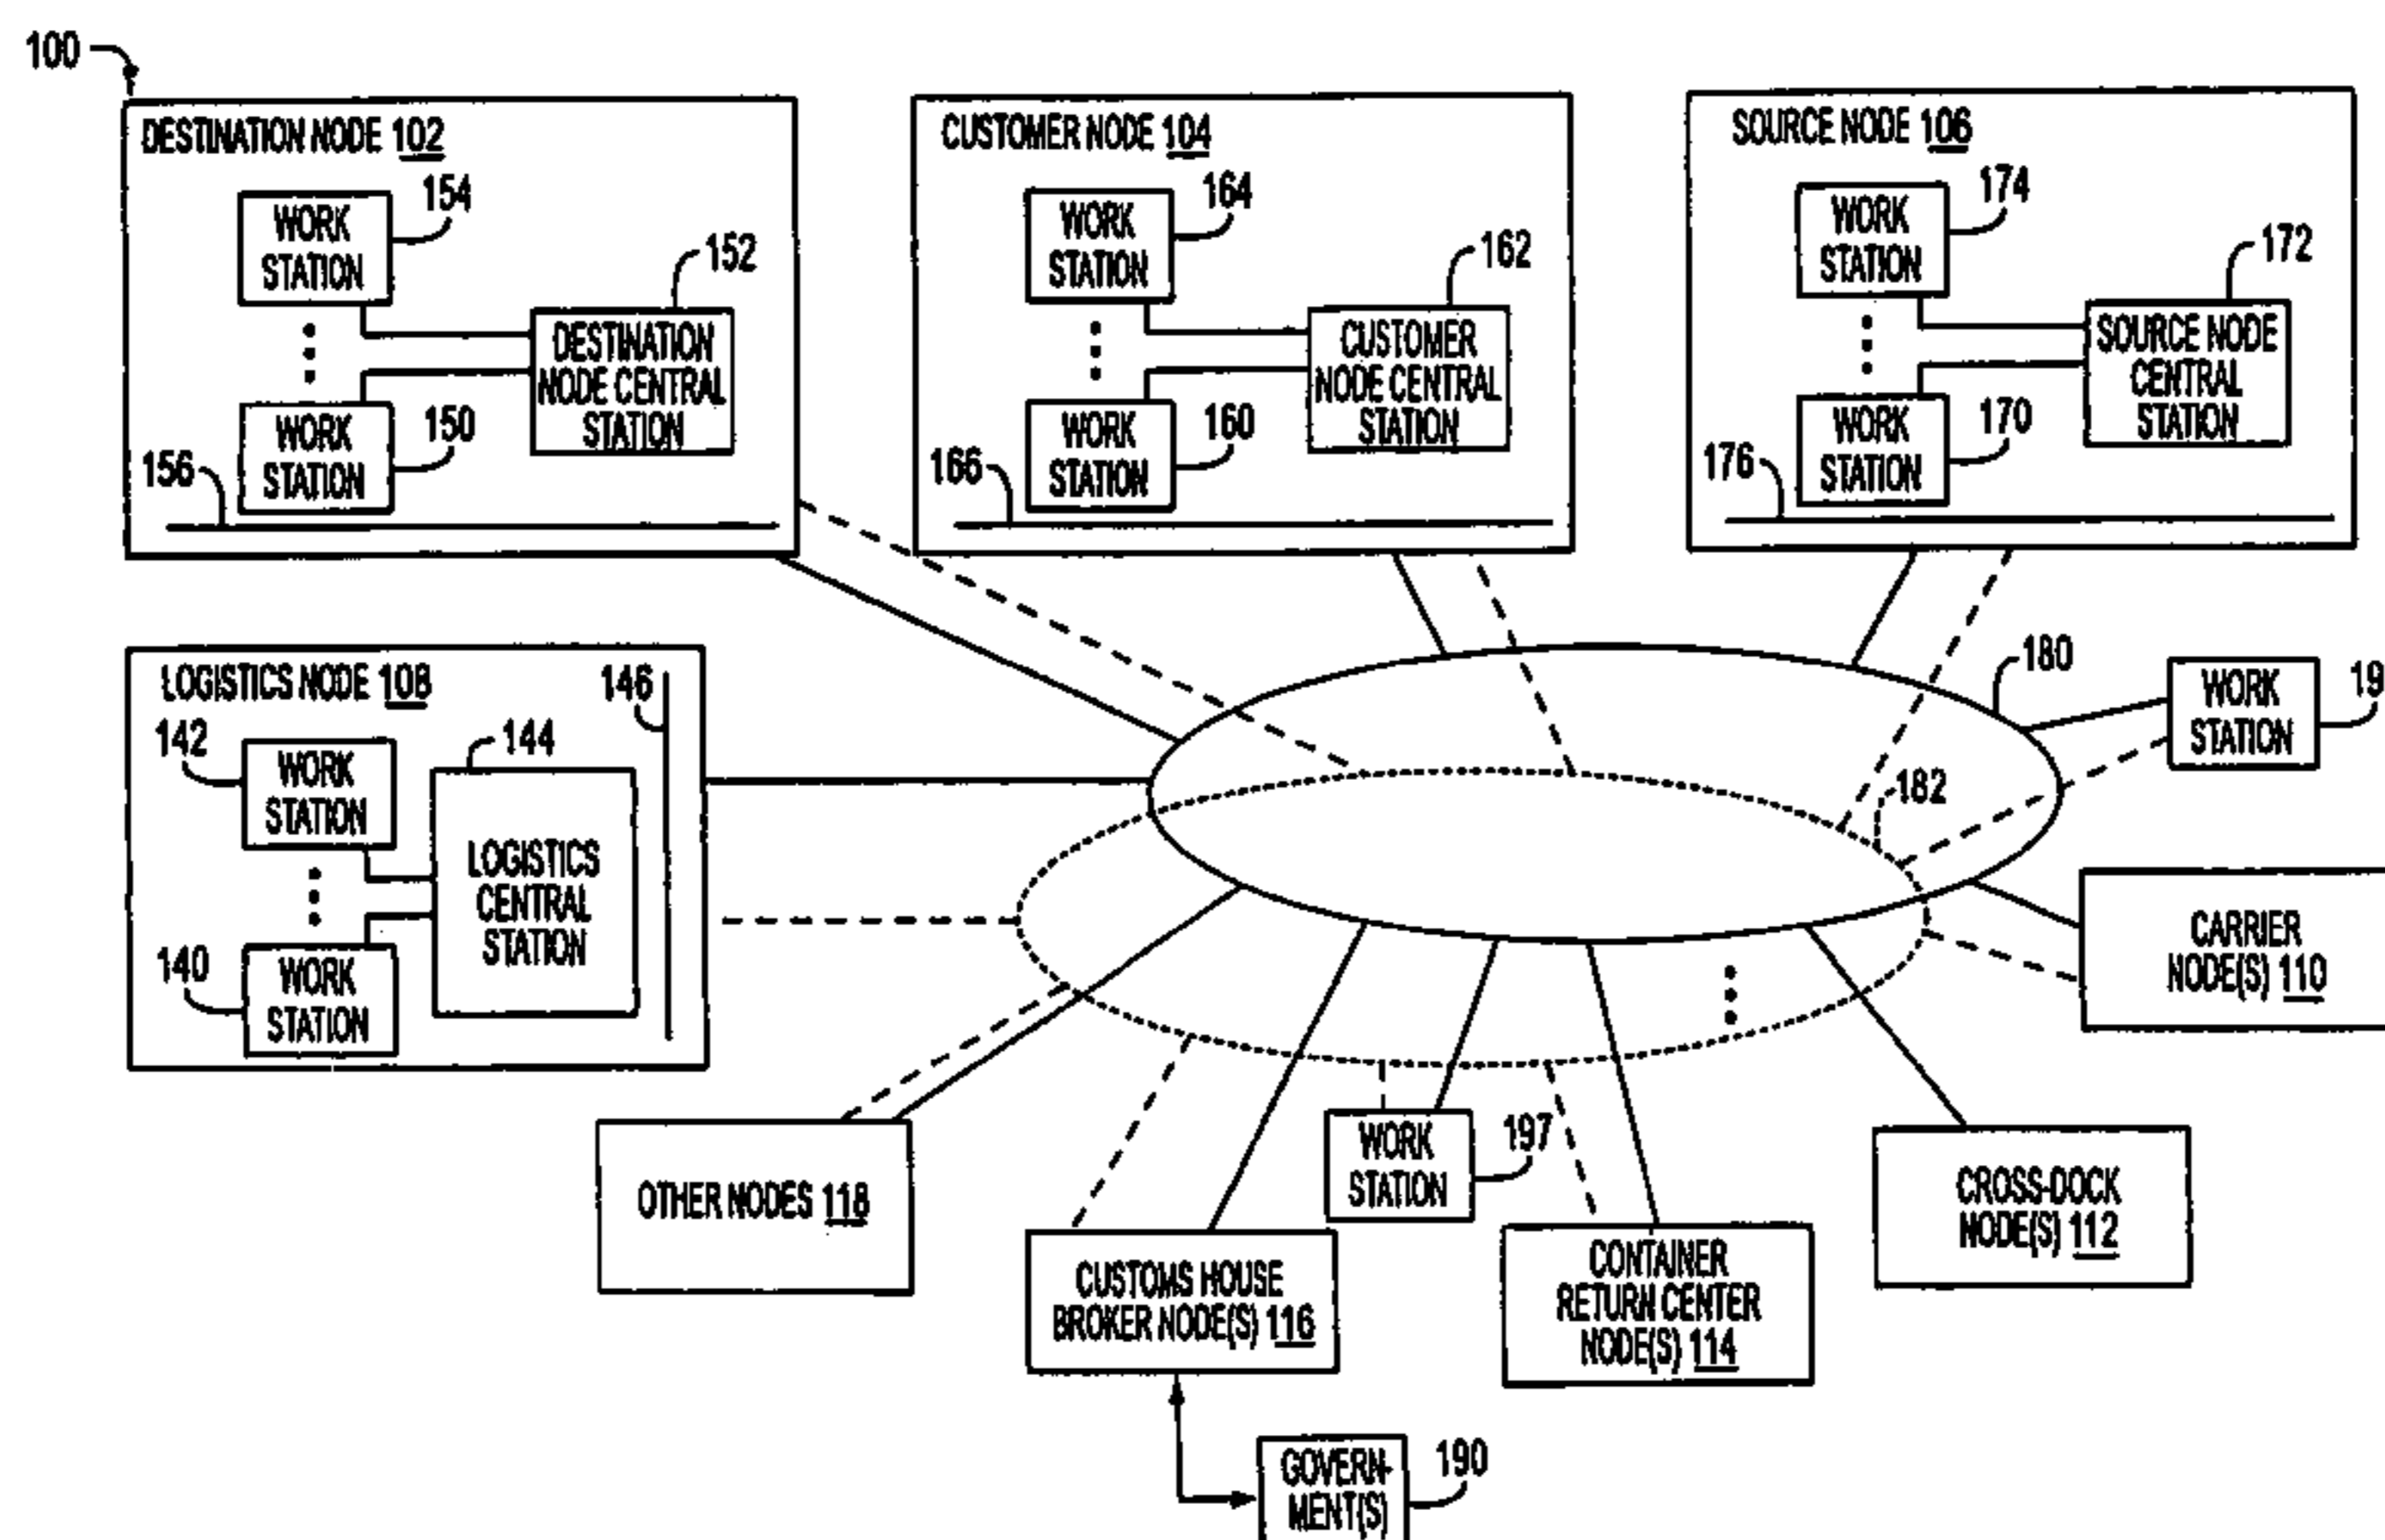 100
DESTINATION NODE 102
WORK
STATION
154
152
DESTINATION
NODE CENTRAL
STATION
WORK
STATION
150
156
CUSTOMER NODE 104
WORK
STATION
164
162
CUSTOMER
NODE CENTRAL
STATION
WORK
STATION
160
166
SOURCE NODE 106
WORK
STATION
174
172
SOURCE NODE
CENTRAL
STATION
WORK
STATION
170
176
LOGISTICS NODE 108
146
142
WORK
STATION
144
LOGISTICS
CENTRAL
STATION
140
WORK
STATION
180
182
WORK
STATION
CARRIER
NODE(S) 110
OTHER NODES 118
WORK
STATION
197
CROSS-DOCK
NODE(S) 112
CUSTOMS HOUSE
BROKER NODE(S) 116
CONTAINER
RETURN CENTER
NODE(S) 114
GOVERN-
MENT(S)
190